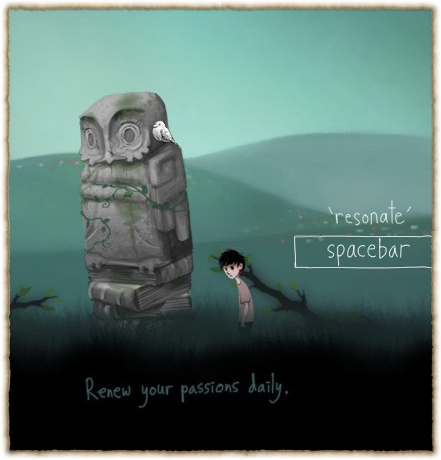 'resonate'
spacebar
Renew your passions daily.